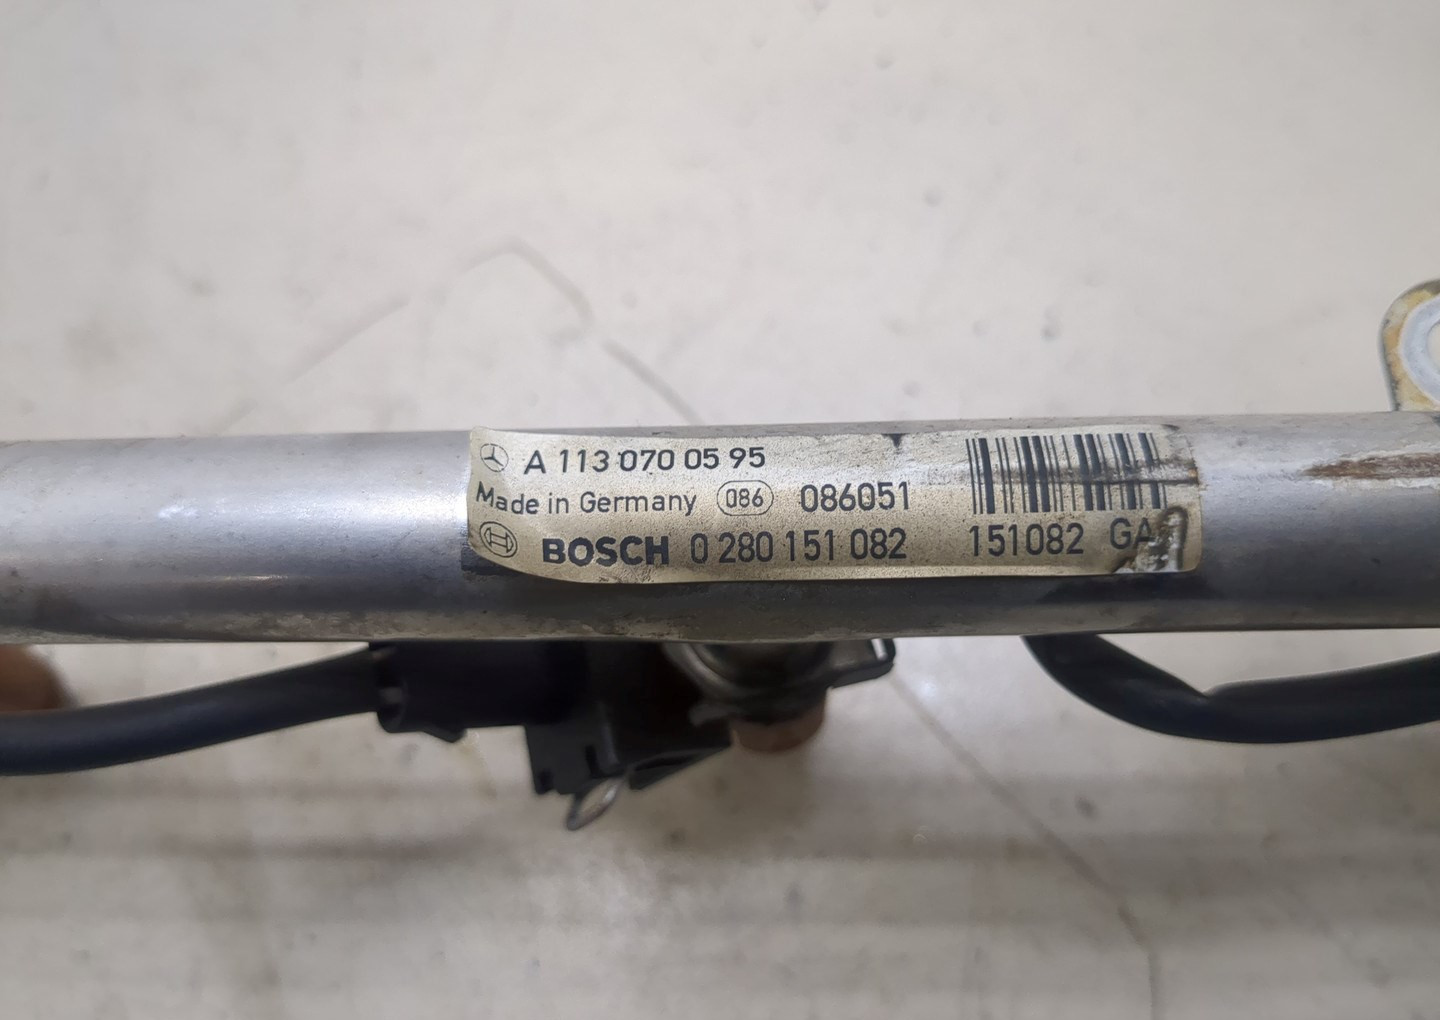 A 113 070 05 95
Made in Germany 086 086051
BOSCH 0 280 151 082 151082 GA